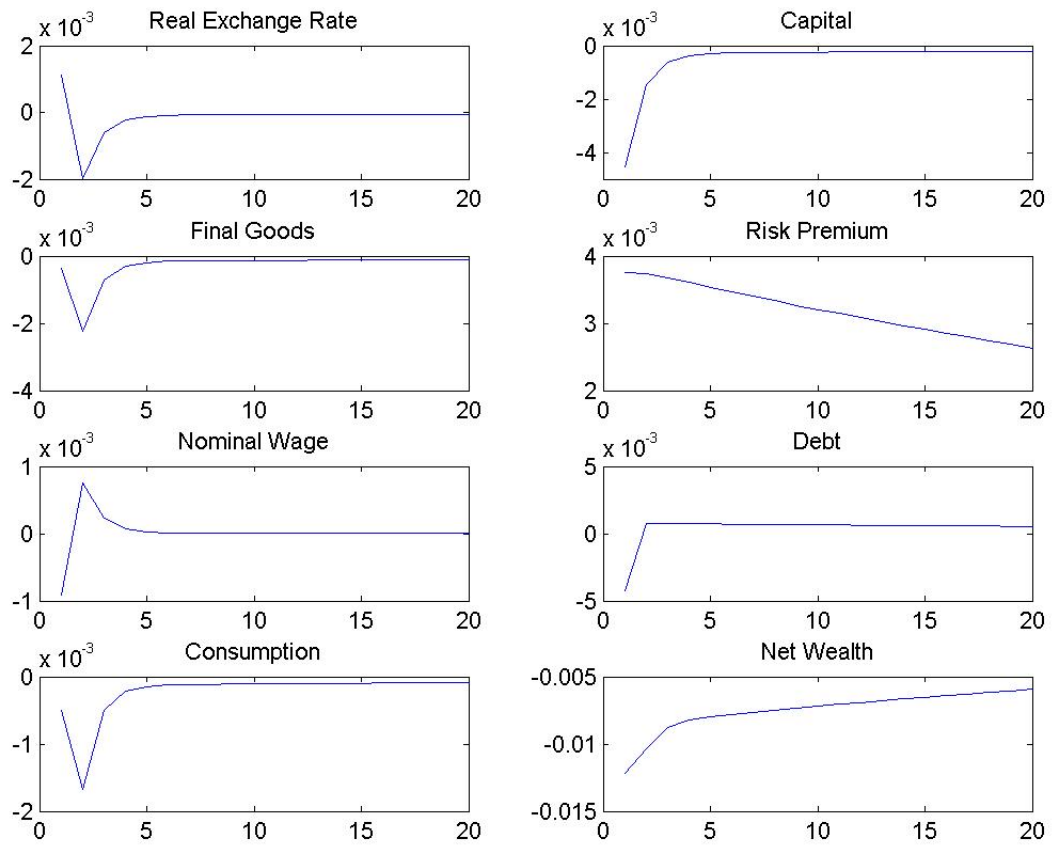 Real Exchange Rate
x 10^-3
2
0
-2
0 5 10 15 20
Capital
x 10^-3
0
-2
-4
0 5 10 15 20
Final Goods
x 10^-3
0
-2
-4
0 5 10 15 20
Risk Premium
x 10^-3
4
3
2
0 5 10 15 20
Nominal Wage
x 10^-3
1
0
-1
0 5 10 15 20
Debt
x 10^-3
5
0
-5
0 5 10 15 20
Consumption
x 10^-3
0
-1
-2
0 5 10 15 20
Net Wealth
-0.005
-0.01
-0.015
0 5 10 15 20